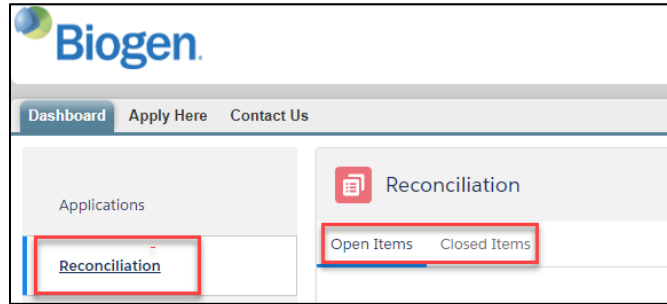 Biogen.
Dashboard Apply Here Contact Us
Applications
Reconciliation
Reconciliation
Open Items Closed Items